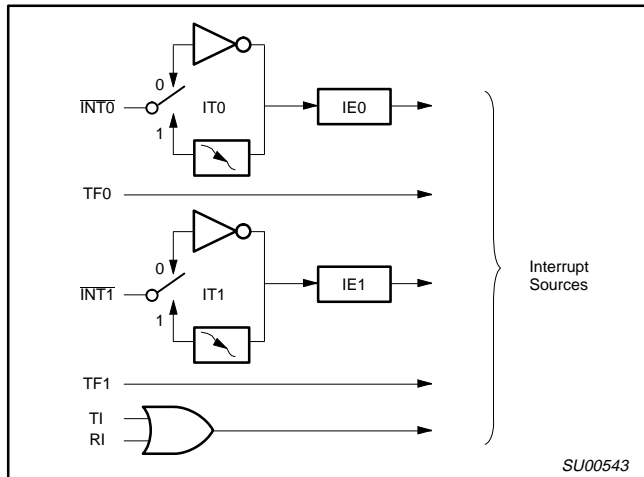 0
INT0
IT0
IE0
1
TF0
0
INT1
IT1
IE1
1
Interrupt
Sources
TF1
TI
RI
SU00543